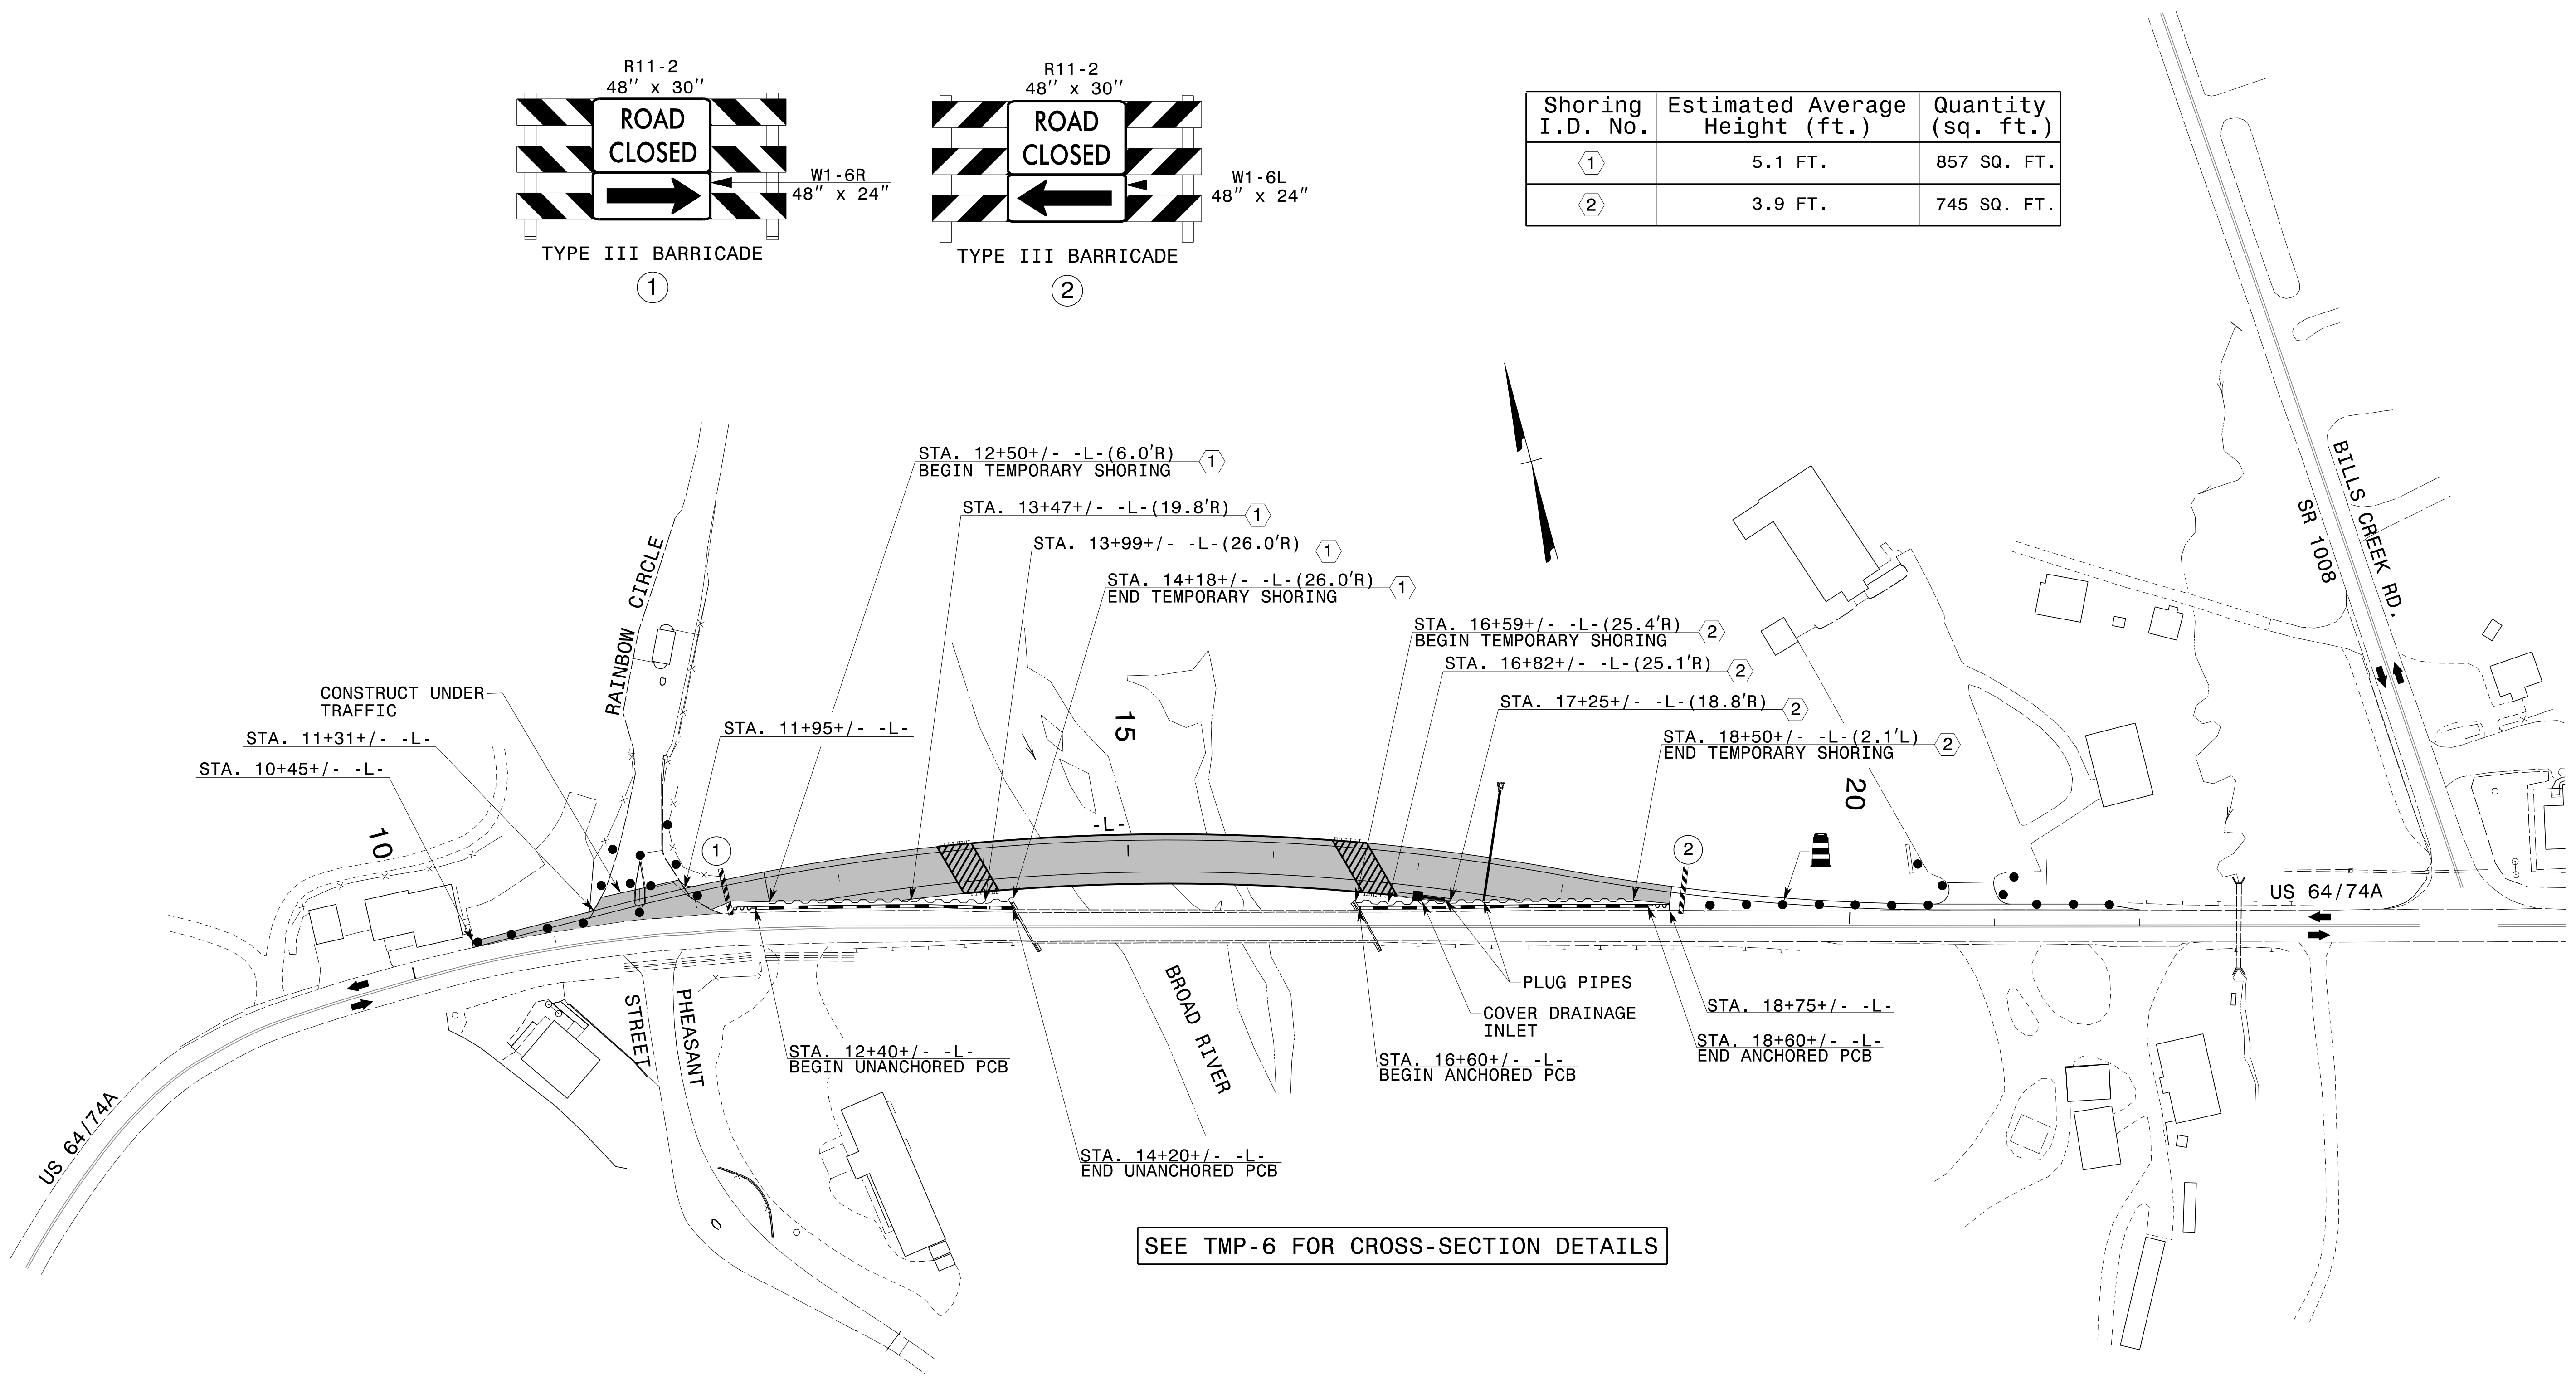 R11-2
48" x 30"
ROAD
CLOSED
W1-6R
48" x 24"
TYPE III BARRICADE
1
R11-2
48" x 30"
ROAD
CLOSED
W1-6L
48" x 24"
TYPE III BARRICADE
2
Shoring I.D. No. Estimated Average Height (ft.) Quantity (sq. ft.)
1 5.1 FT. 857 SQ. FT.
2 3.9 FT. 745 SQ. FT.
STA. 12+50+/- -L-(6.0'R) 1
BEGIN TEMPORARY SHORING
STA. 13+47+/- -L-(19.8'R) 1
STA. 13+99+/- -L-(26.0'R) 1
STA. 14+18+/- -L-(26.0'R) 1
END TEMPORARY SHORING
STA. 16+59+/- -L-(25.4'R) 2
BEGIN TEMPORARY SHORING
STA. 16+82+/- -L-(25.1'R) 2
STA. 17+25+/- -L-(18.8'R) 2
STA. 18+50+/- -L-(2.1'L) 2
END TEMPORARY SHORING
BILLS CREEK RD.
SR 1008
RAINBOW CIRCLE
CONSTRUCT UNDER
TRAFFIC
STA. 11+31+/- -L-
STA. 10+45+/- -L-
STA. 11+95+/- -L-
10
15
20
-L-
1
2
US 64/74A
PLUG PIPES
COVER DRAINAGE
INLET
STA. 18+75+/- -L-
STA. 18+60+/- -L-
END ANCHORED PCB
STA. 16+60+/- -L-
BEGIN ANCHORED PCB
BROAD RIVER
PHEASANT
STREET
STA. 12+40+/- -L-
BEGIN UNANCHORED PCB
STA. 14+20+/- -L-
END UNANCHORED PCB
US 64/74A
SEE TMP-6 FOR CROSS-SECTION DETAILS